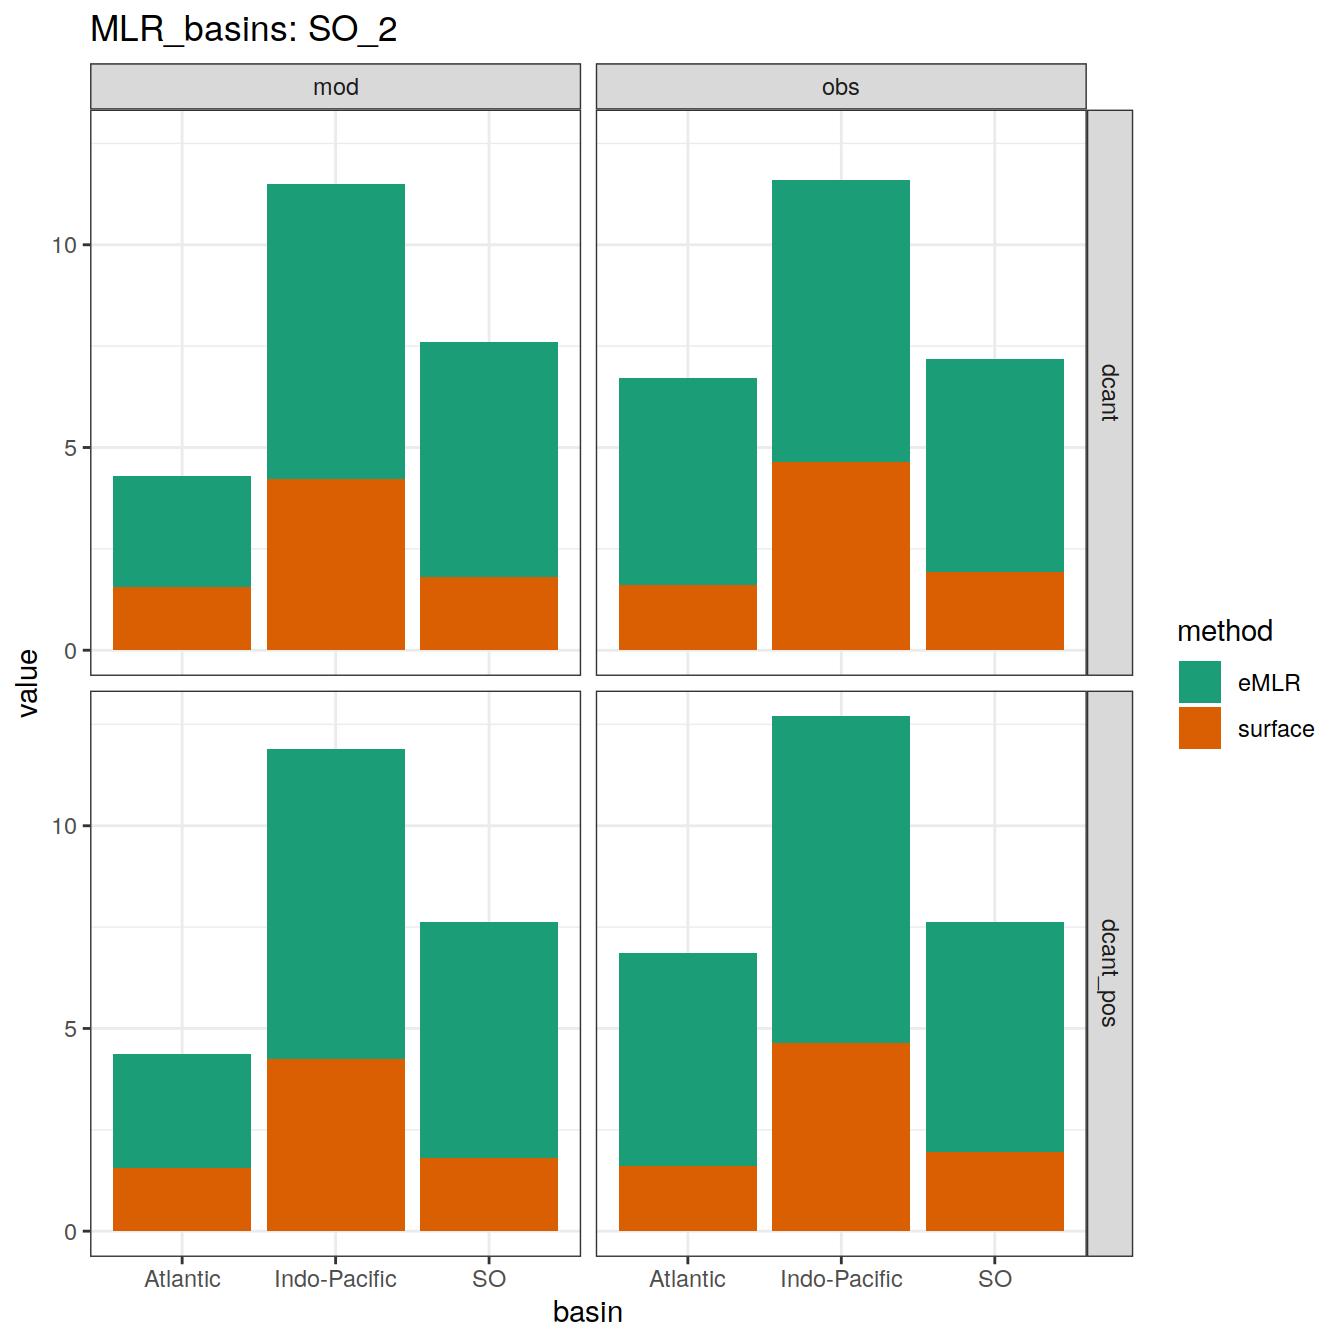 MLR_basins: SO_2
mod
obs
10
5
0
dcant
10
5
0
dcant_pos
value
Atlantic
Indo-Pacific
SO
Atlantic
Indo-Pacific
SO
basin
method
eMLR
surface